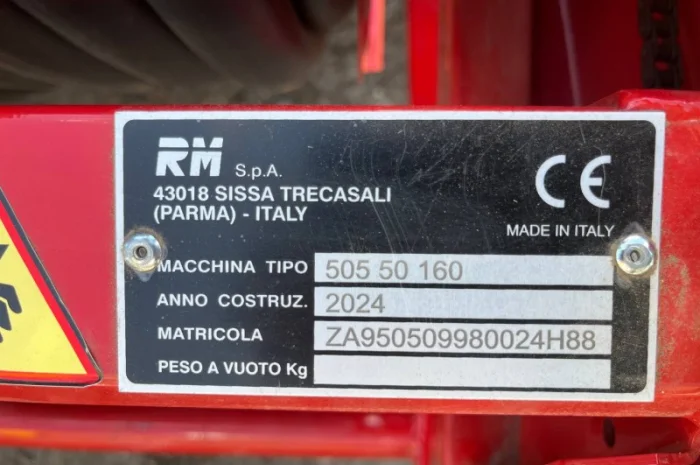 RM S.p.A.
43018 SISSA TRECASALI
(PARMA) - ITALY
CE
MADE IN ITALY
MACCHINA TIPO 505 50 160
ANNO COSTRUZ. 2024
MATRICOLA ZA950509980024H88
PESO A VUOTO Kg